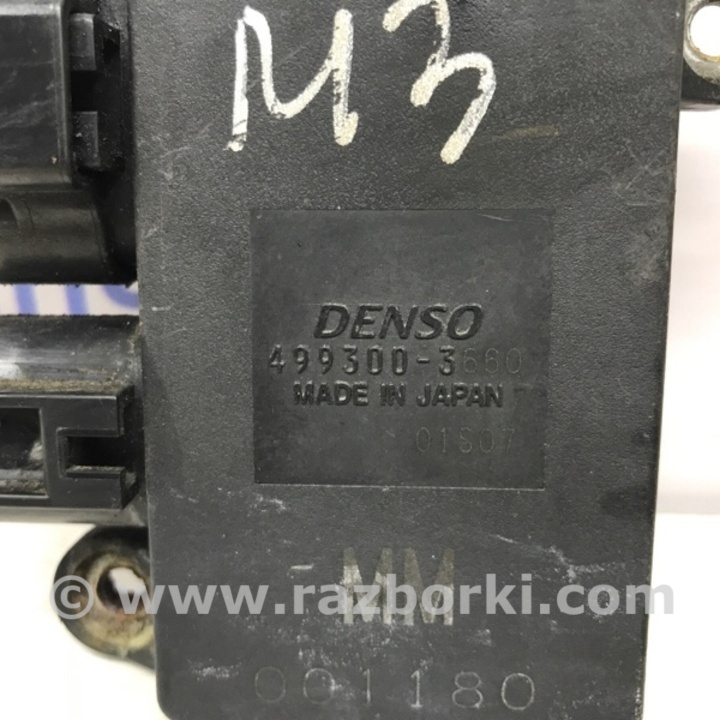 M3
DENSO
499300-3660
MADE IN JAPAN
01S07
MM
© www.razborki.com
001180